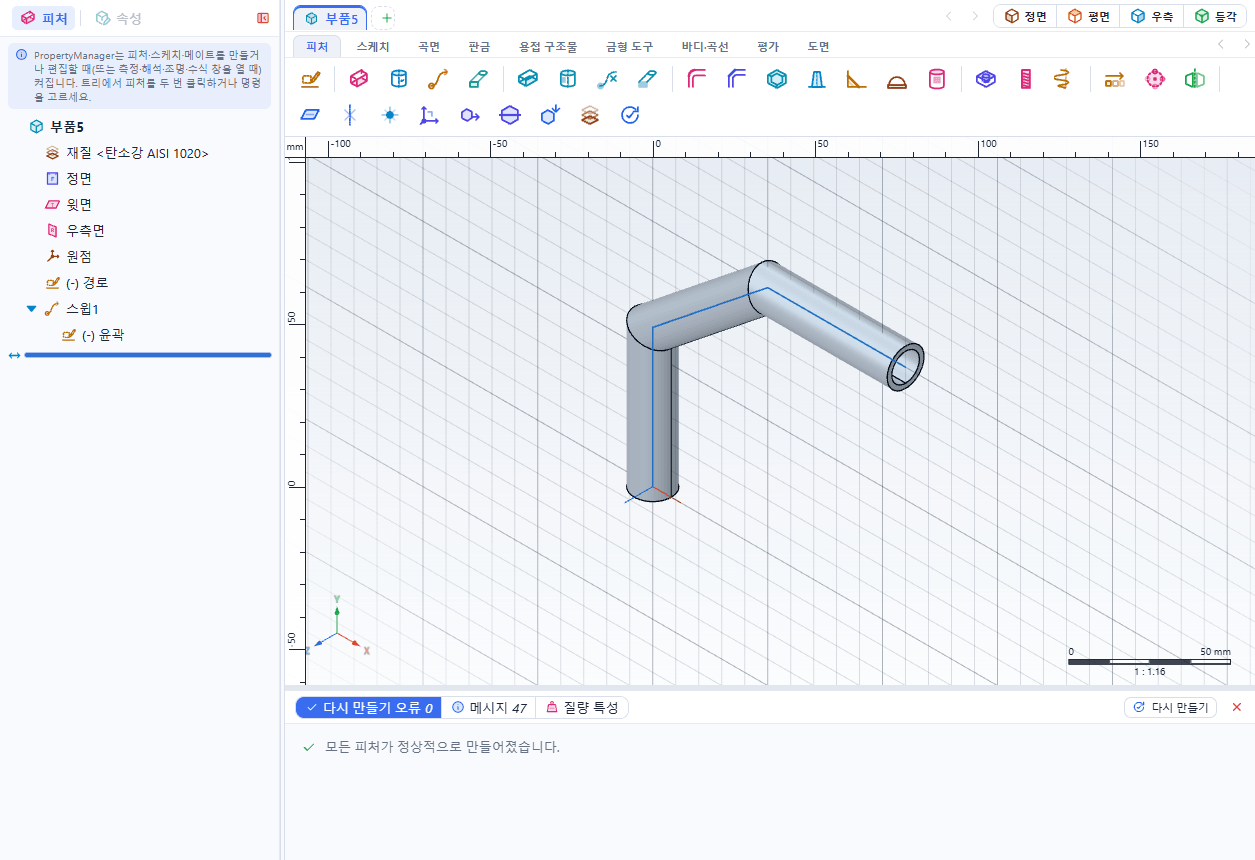 피처
속성
부품5
+
정면
평면
우측
등각
PropertyManager는 피처·스케치·메이트를 만들거
나 편집할 때(또는 측정·해석·조명·수식 창을 열 때)
켜집니다. 트리에서 피처를 두 번 클릭하거나 명령
을 고르세요.
피처
스케치
곡면
판금
용접 구조물
금형 도구
바디·곡선
평가
도면
부품5
재질 <탄소강 AISI 1020>
정면
윗면
우측면
원점
(-) 경로
스윕1
(-) 윤곽
mm
-100
-50
0
50
100
150
50
0
-50
Y
Z
X
0
50 mm
1 : 1.16
다시 만들기 오류 0
메시지 47
질량 특성
다시 만들기
모든 피처가 정상적으로 만들어졌습니다.